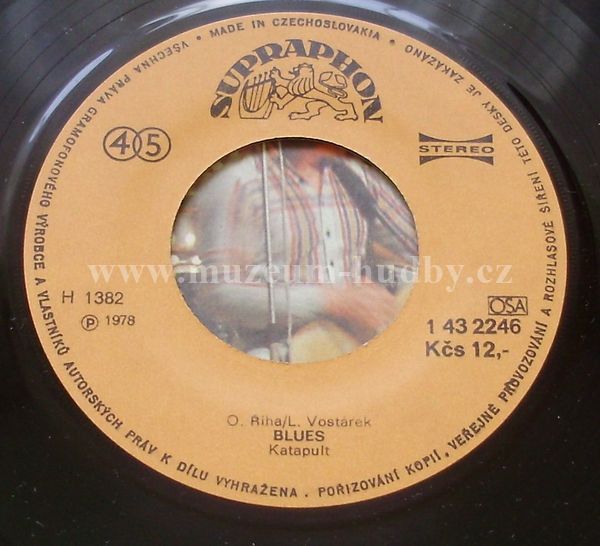 VŠECHNA PRÁVA GRAMOFONOVÉHO VÝROBCE A VLASTNÍKŮ AUTORSKÝCH PRÁV K DÍLU VYHRAŽENA. POŘIZOVÁNÍ KOPIÍ, VEŘEJNÉ PROVOZOVÁNÍ A ROZHLASOVÉ ŠÍŘENÍ TÉTO DESKY JE ZAKÁZÁNO • MADE IN CZECHOSLOVAKIA •
SUPRAPHON
45
STEREO
www.muzeum-hudby.cz
H 1382
OSA
℗ 1978
1 43 2246
Kčs 12,-
O. Říha/L. Vostárek
BLUES
Katapult